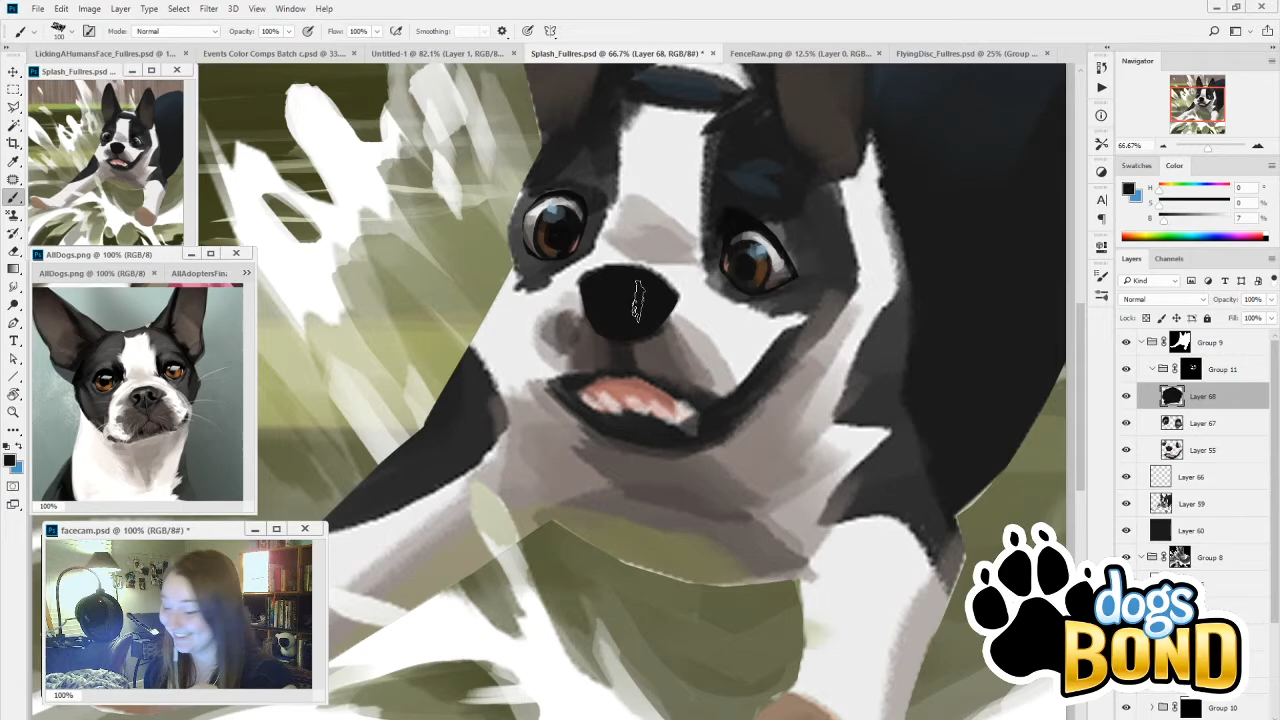 File Edit Image Layer Type Select Filter 3D View Window Help
100 Mode: Normal Opacity: 100% Flow: 100% Smoothing:
LickingAHumansFace_Fullres.psd @ 1... × Events Color Comps Batch c.psd @ 33.... × Untitled-1 @ 82.1% (Layer 1, RGB/8... × Splash_Fullres.psd @ 66.7% (Layer 68, RGB/8#) * × FenceRaw.png @ 12.5% (Layer 0, RGB... × FlyingDisc_Fullres.psd @ 25% (Group ... ×
Splash_Fullres.psd ...
AllDogs.png @ 100% (RGB/8)
AllDogs.png @ 100% (RGB/8) × AllAdoptersFin.
100%
facecam.psd @ 100% (RGB/8#) *
100%
Navigator
66.67%
Swatches Color
H 0 °
S 0 %
B 7 %
Layers Channels
Kind
Normal Opacity: 100%
Lock: Fill: 100%
Group 9
Group 11
Layer 68
Layer 67
Layer 55
Layer 66
Layer 59
Layer 60
Group 8
Group 10
dogs
BOND